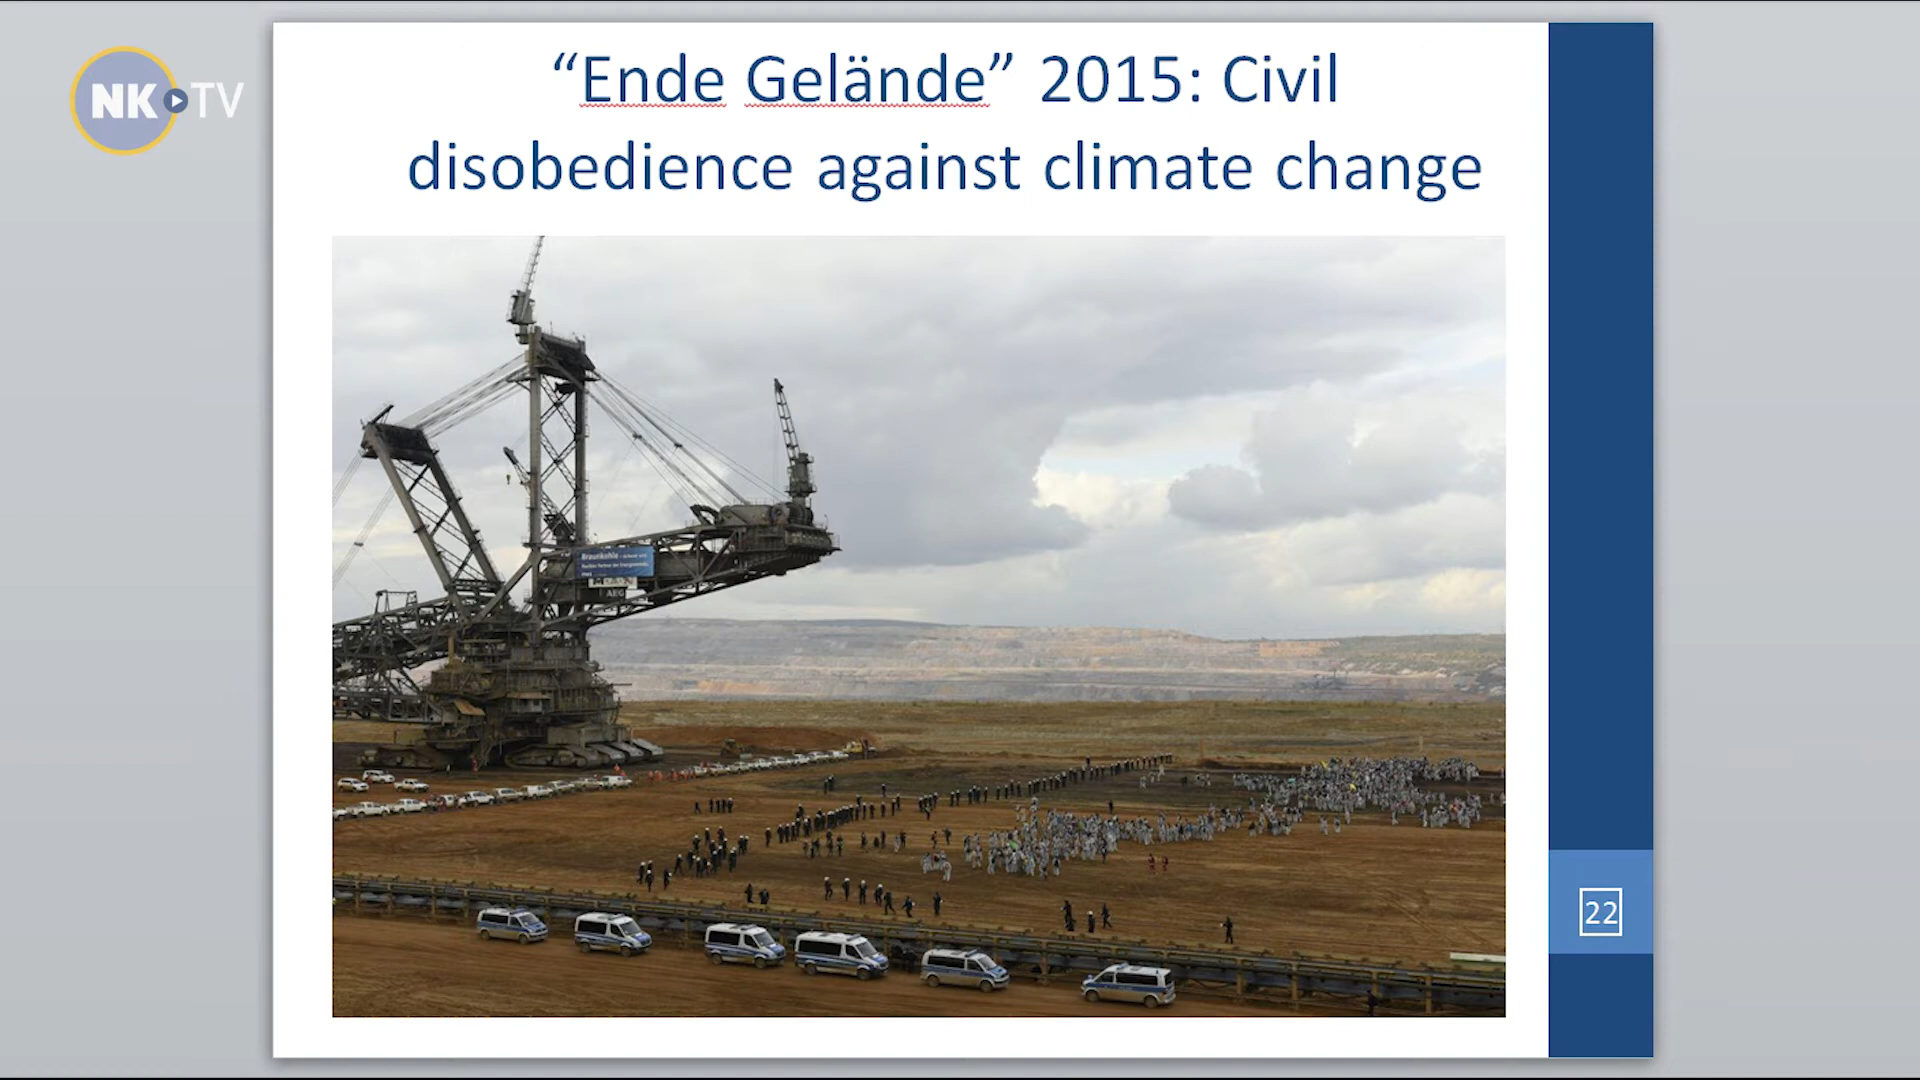 NK TV
“Ende Gelände” 2015: Civil
disobedience against climate change
Braunkohle
AEG
22